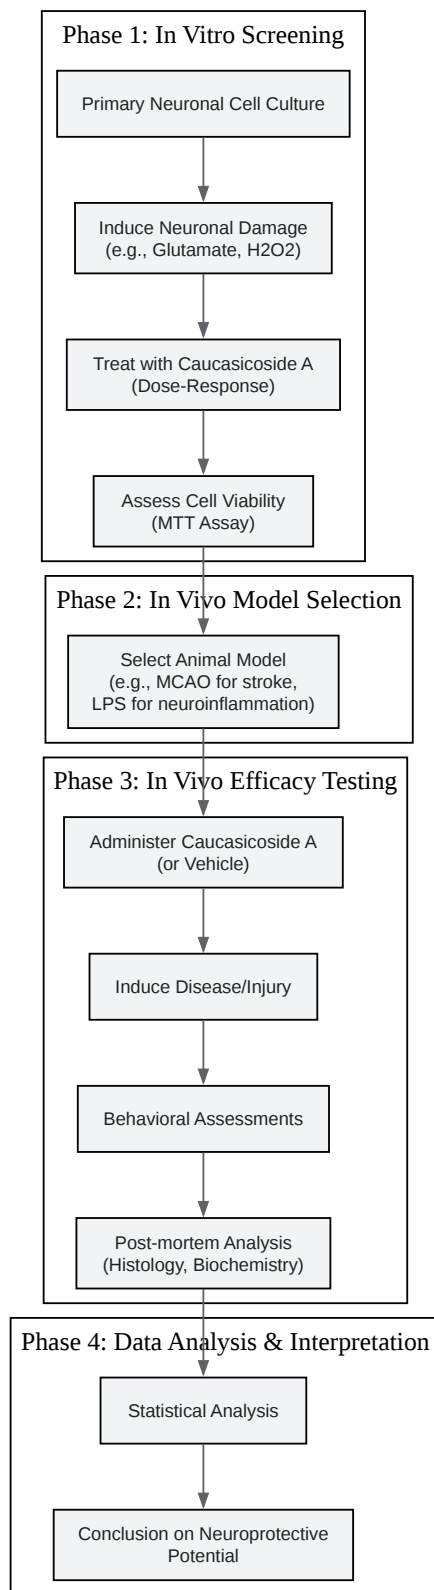 Phase 1: In Vitro Screening
Primary Neuronal Cell Culture
Induce Neuronal Damage
(e.g., Glutamate, H2O2)
Treat with Caucasicoside A
(Dose-Response)
Assess Cell Viability
(MTT Assay)
Phase 2: In Vivo Model Selection
Select Animal Model
(e.g., MCAO for stroke,
LPS for neuroinflammation)
Phase 3: In Vivo Efficacy Testing
Administer Caucasicoside A
(or Vehicle)
Induce Disease/Injury
Behavioral Assessments
Post-mortem Analysis
(Histology, Biochemistry)
Phase 4: Data Analysis & Interpretation
Statistical Analysis
Conclusion on Neuroprotective
Potential